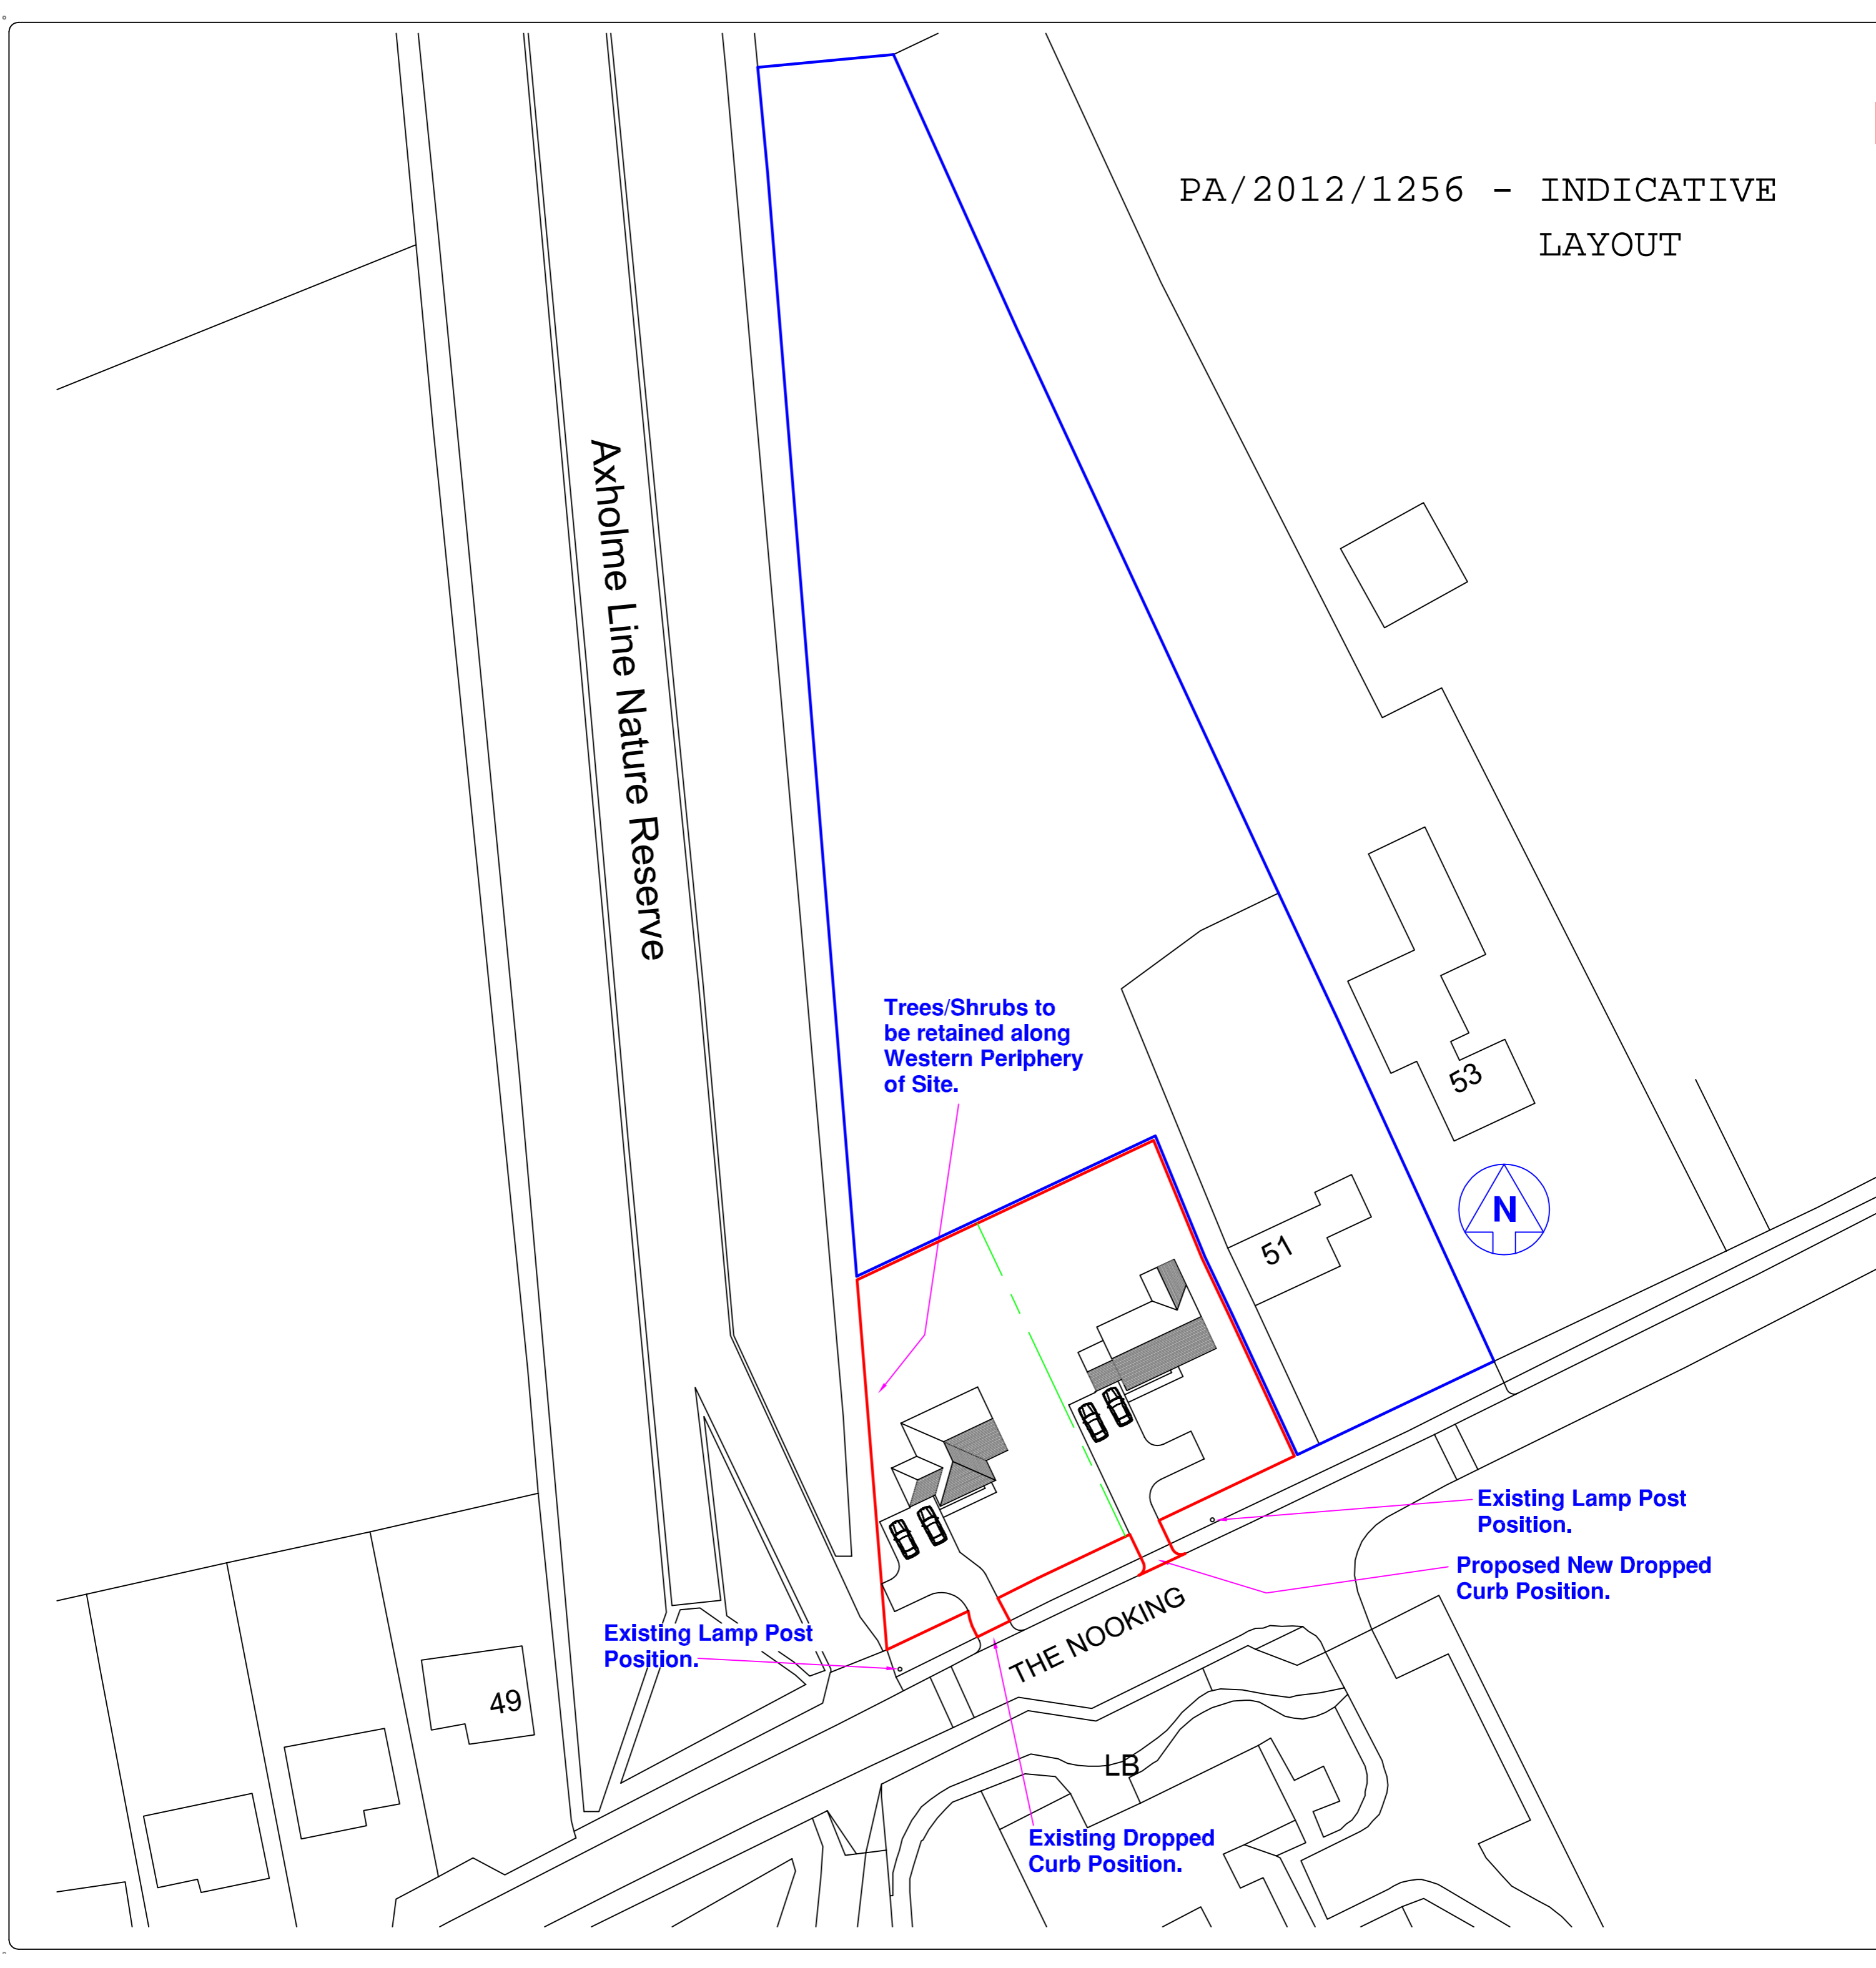 PA/2012/1256 - INDICATIVE
LAYOUT
Axholme Line Nature Reserve
Trees/Shrubs to
be retained along
Western Periphery
of Site.
53
N
51
Existing Lamp Post
Position.
Proposed New Dropped
Curb Position.
THE NOOKING
Existing Lamp Post
Position.
49
LB
Existing Dropped
Curb Position.